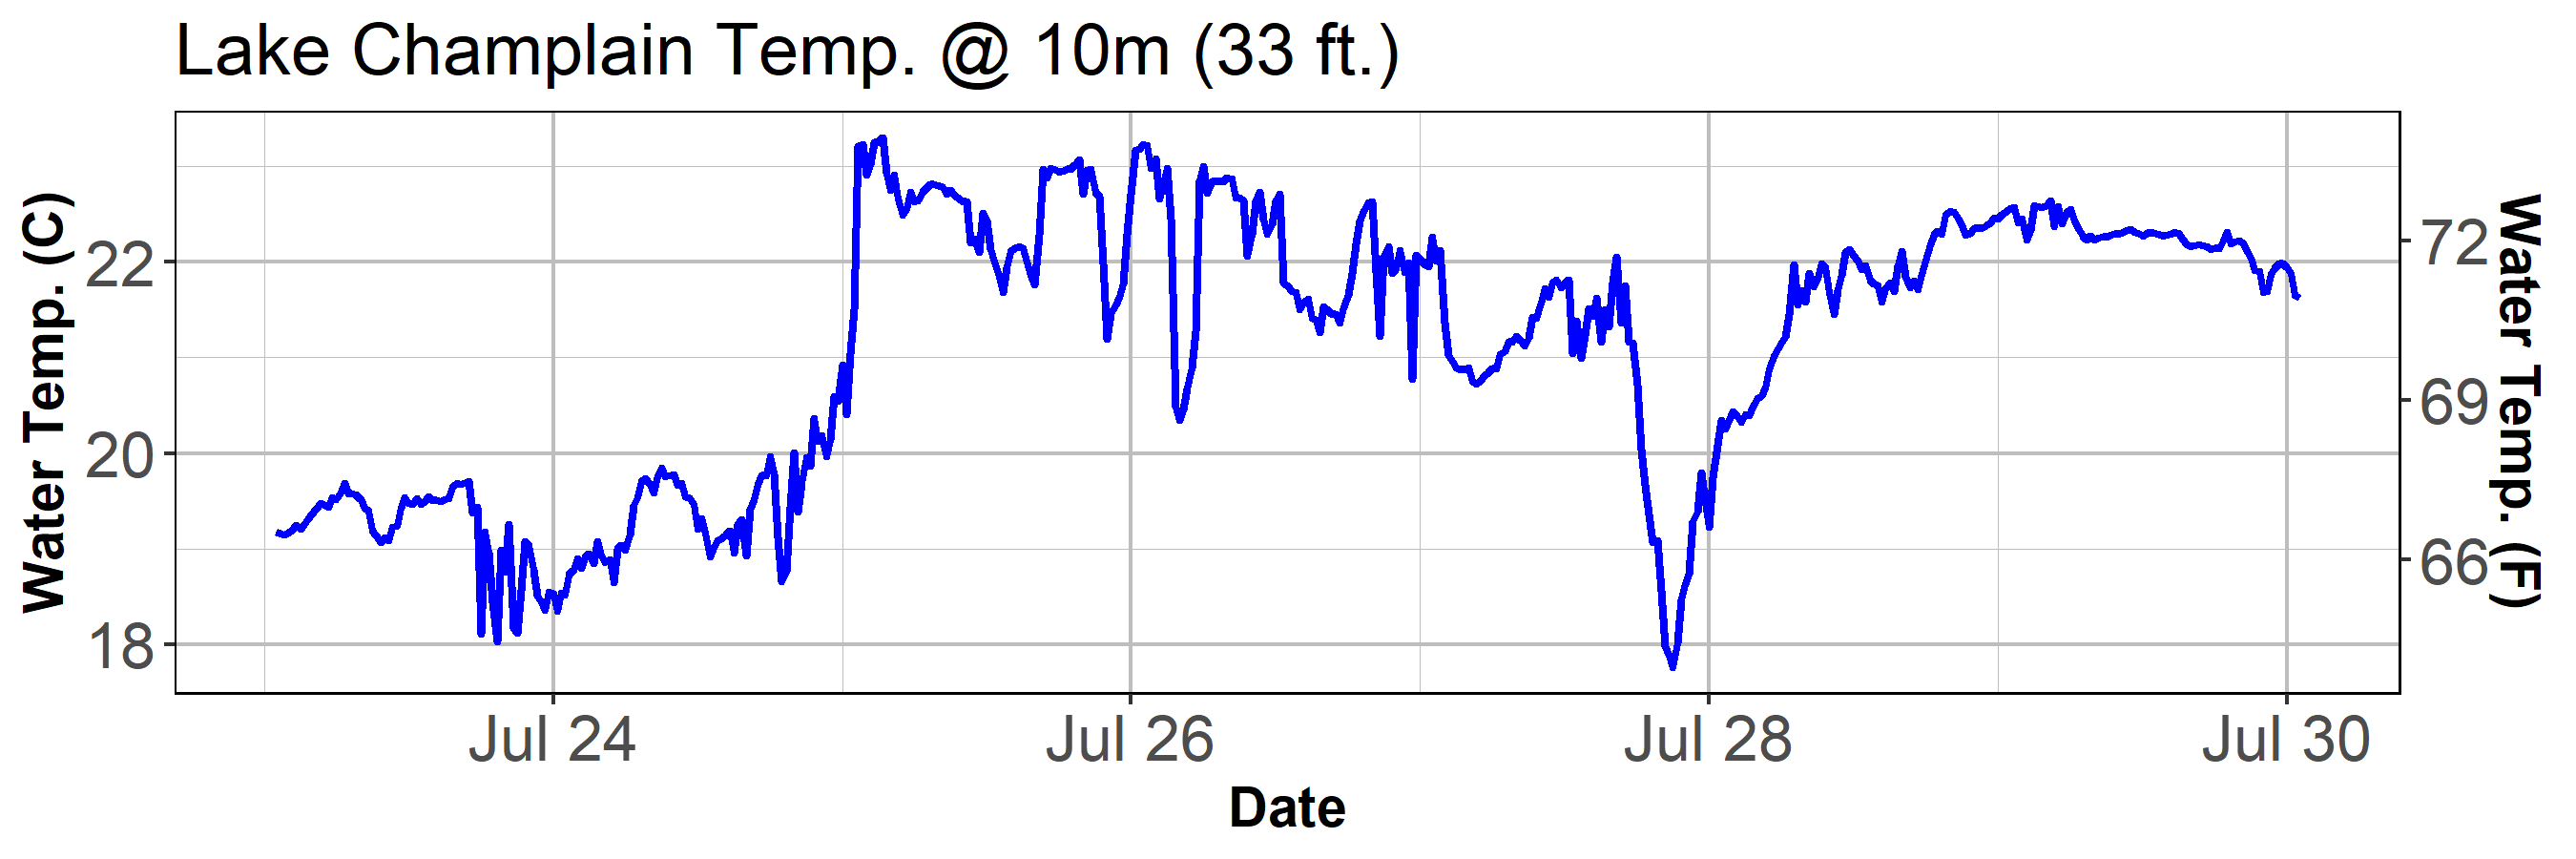 Lake Champlain Temp. @ 10m (33 ft.)
Water Temp. (C)
22
20
18
72
69
66
Water Temp. (F)
Jul 24
Jul 26
Jul 28
Jul 30
Date